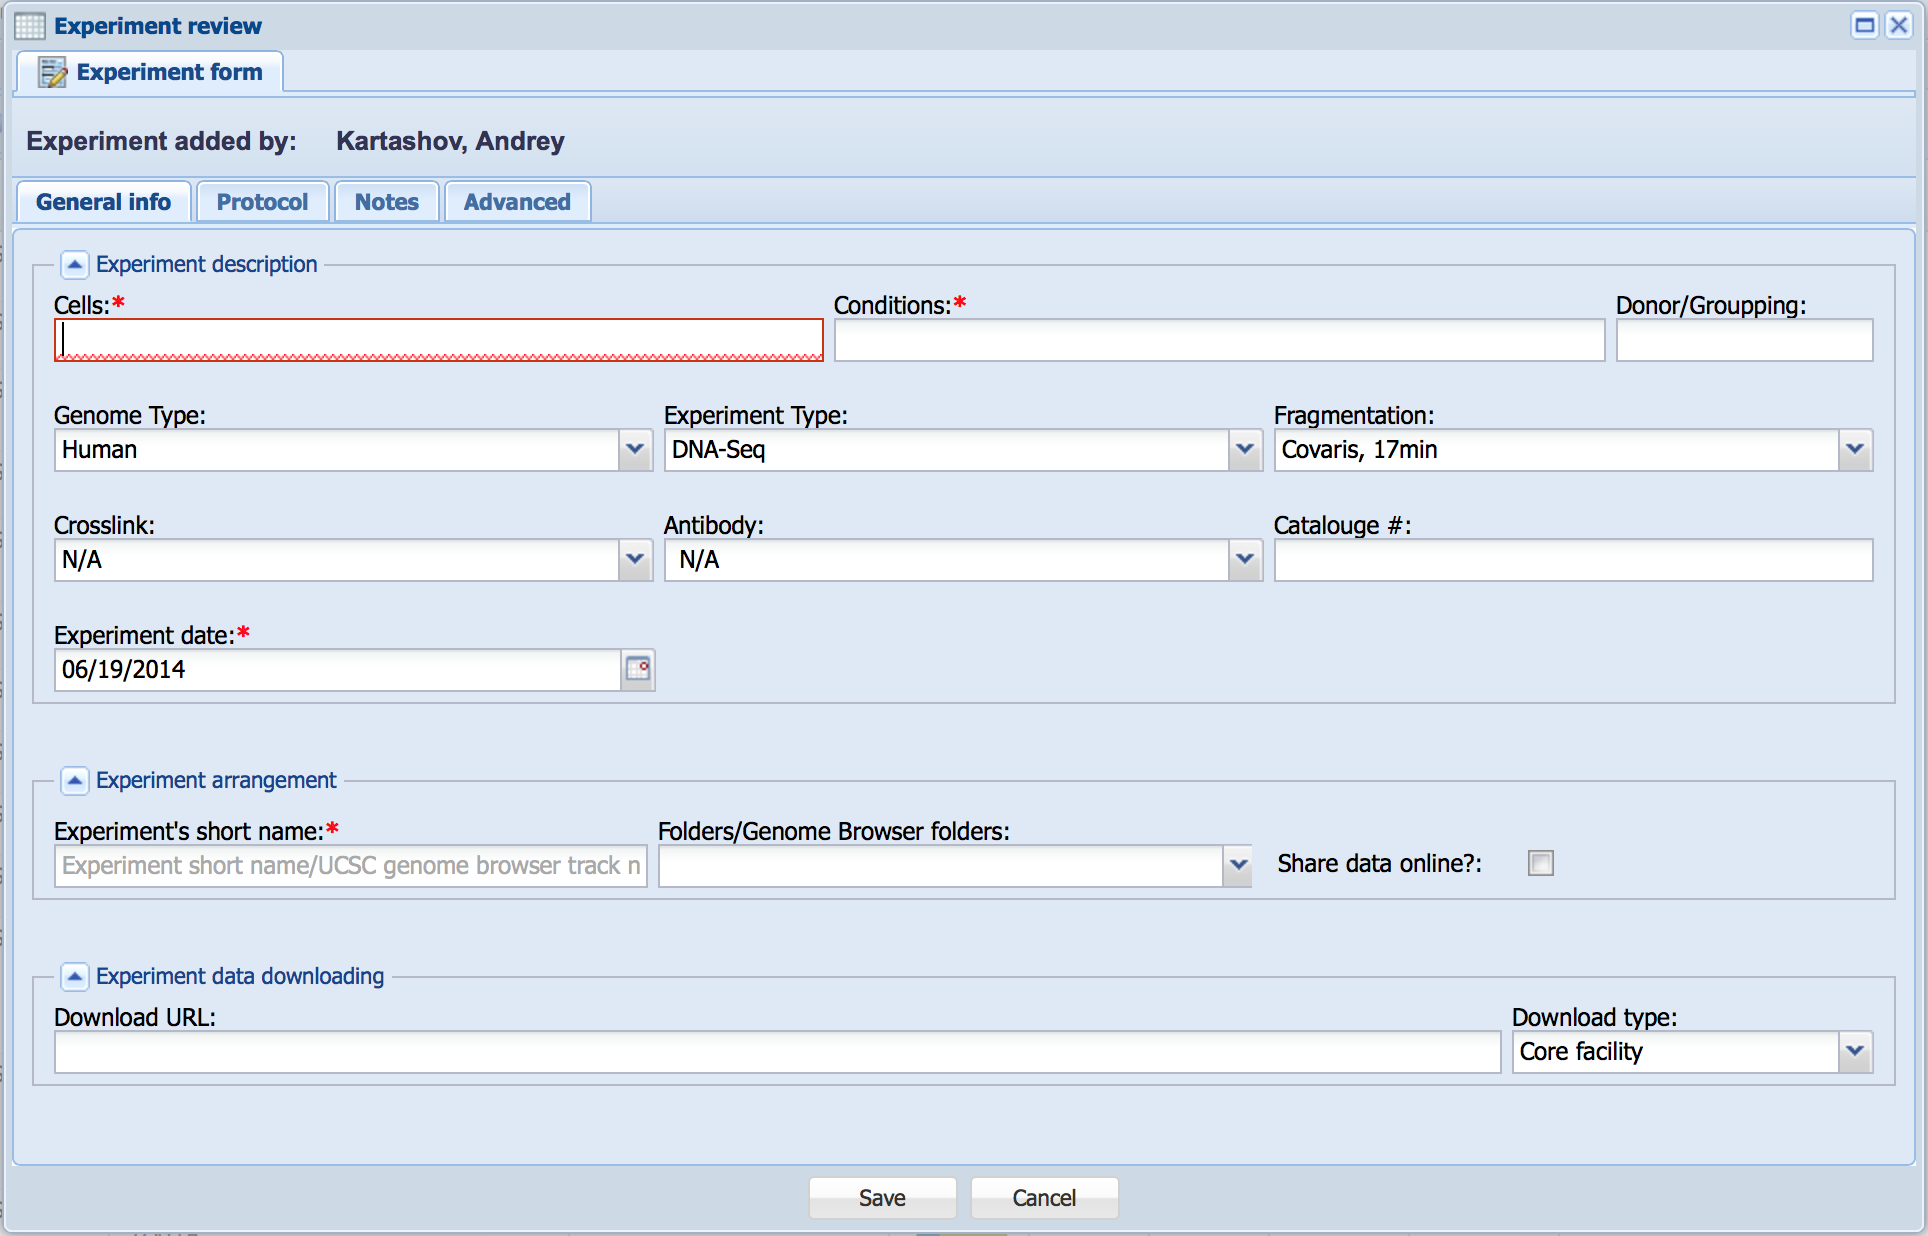 Experiment review
Experiment form
Experiment added by: Kartashov, Andrey
General info Protocol Notes Advanced
Experiment description
Cells:* Conditions:* Donor/Groupping:
Genome Type: Experiment Type: Fragmentation:
Human DNA-Seq Covaris, 17min
Crosslink: Antibody: Catalouge #:
N/A N/A
Experiment date:*
06/19/2014
Experiment arrangement
Experiment's short name:* Folders/Genome Browser folders:
Experiment short name/UCSC genome browser track n Share data online?:
Experiment data downloading
Download URL: Download type:
Core facility
Save Cancel